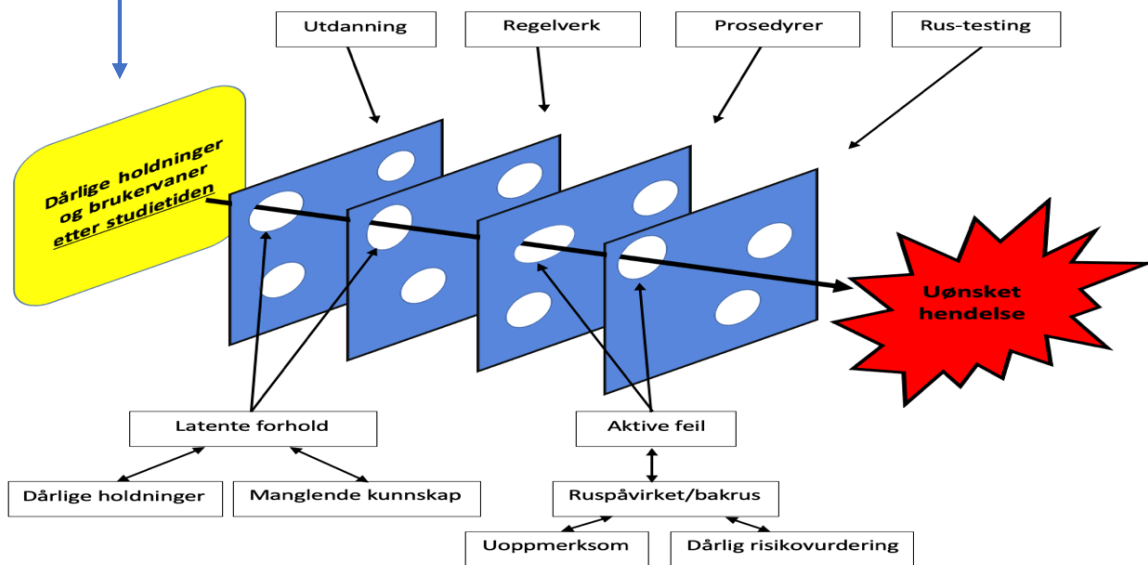 Utdanning
Regelverk
Prosedyrer
Rus-testing
Dårlige holdninger
og brukervaner
etter studietiden
Uønsket
hendelse
Latente forhold
Aktive feil
Dårlige holdninger
Manglende kunnskap
Ruspåvirket/bakrus
Uoppmerksom
Dårlig risikovurdering